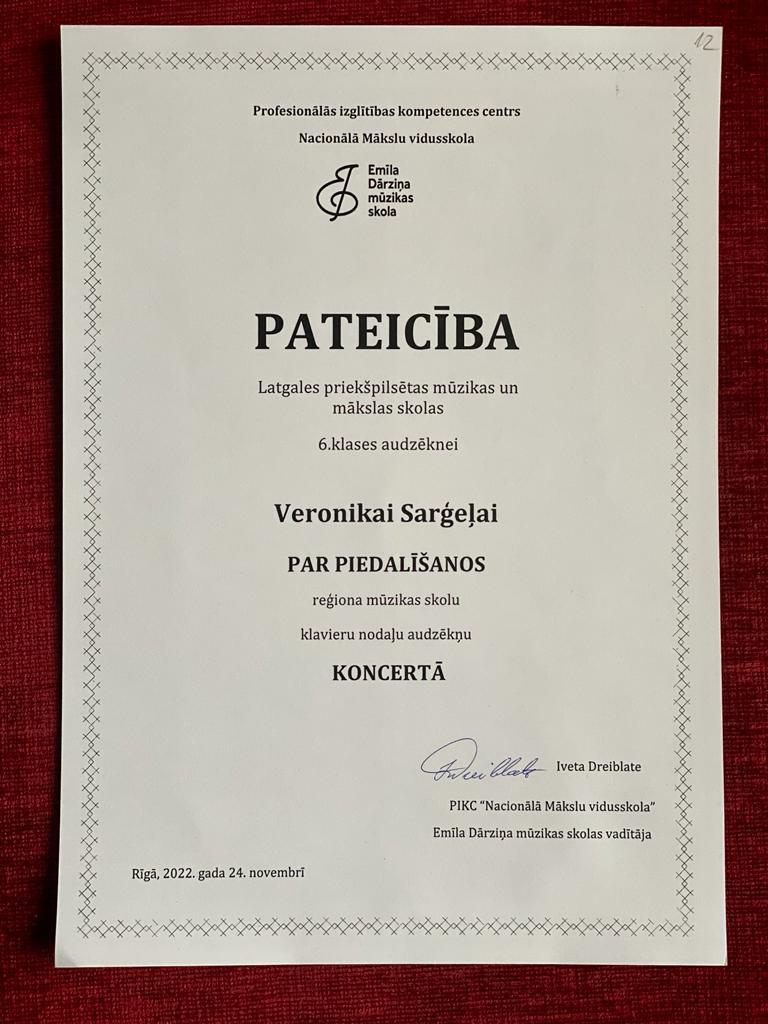 12
Profesionālās izglītības kompetences centrs
Nacionālā Mākslu vidusskola
Emīla
Dārziņa
mūzikas
skola
PATEICĪBA
Latgales priekšpilsētas mūzikas un
mākslas skolas
6.klases audzēknei
Veronikai Sarģeļai
PAR PIEDALĪŠANOS
reģiona mūzikas skolu
klavieru nodaļu audzēkņu
KONCERTĀ
Iveta Dreiblate
PIKC “Nacionālā Mākslu vidusskola”
Emīla Dārziņa mūzikas skolas vadītāja
Rīgā, 2022. gada 24. novembrī